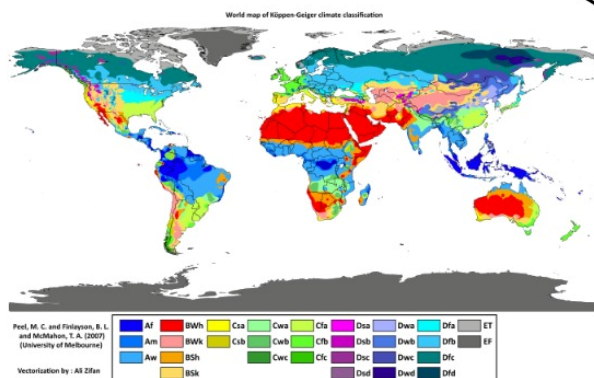 World map of Köppen-Geiger climate classification
Peel, M. C. and Finlayson, B. L.
and McMahon, T. A. (2007)
(University of Melbourne)
Vectorization by : Ali Zifan
Af BWh Csa Cwa Cfa Dsa Dwa Dfa ET
Am BWk Csb Cwb Cfb Dsb Dwb Dfb EF
Aw BSh Cwc Cfc Dsc Dwc Dfc
BSk Dsd Dwd Dfd